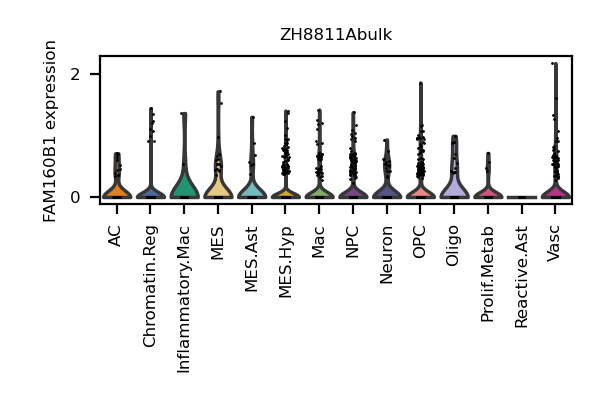 ZH8811Abulk
FAM160B1 expression
2
0
AC
Chromatin.Reg
Inflammatory.Mac
MES
MES.Ast
MES.Hyp
Mac
NPC
Neuron
OPC
Oligo
Prolif.Metab
Reactive.Ast
Vasc